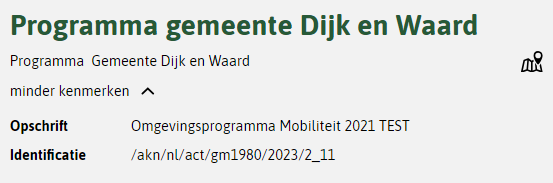 Programma gemeente Dijk en Waard
Programma Gemeente Dijk en Waard
minder kenmerken
Opschrift Omgevingsprogramma Mobiliteit 2021 TEST
Identificatie /akn/nl/act/gm1980/2023/2_11